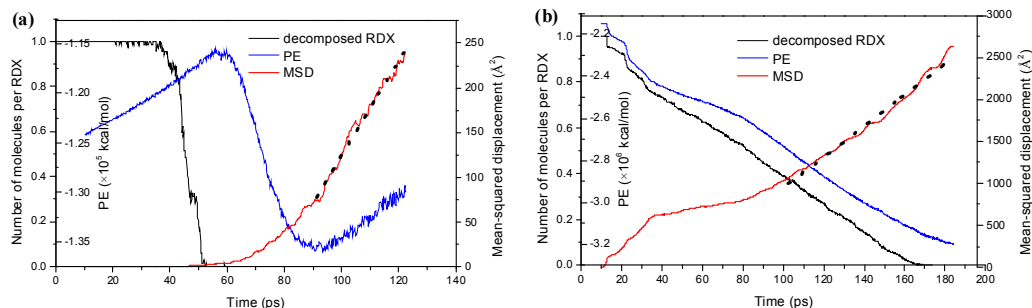 (a)
decomposed RDX
PE
MSD
Number of molecules per RDX
1.0
0.8
0.6
0.4
0.2
0.0
PE (×10⁵ kcal/mol)
-1.15
-1.20
-1.25
-1.30
-1.35
Mean-squared displacement (Å²)
250
200
150
100
50
0
0 20 40 60 80 100 120 140
Time (ps)
(b)
decomposed RDX
PE
MSD
Number of molecules per RDX
1.0
0.8
0.6
0.4
0.2
0.0
PE (×10⁶ kcal/mol)
-2.2
-2.4
-2.6
-2.8
-3.0
-3.2
Mean-squared displacement (Å²)
3000
2500
2000
1500
1000
500
0
0 20 40 60 80 100 120 140 160 180 200
Time (ps)